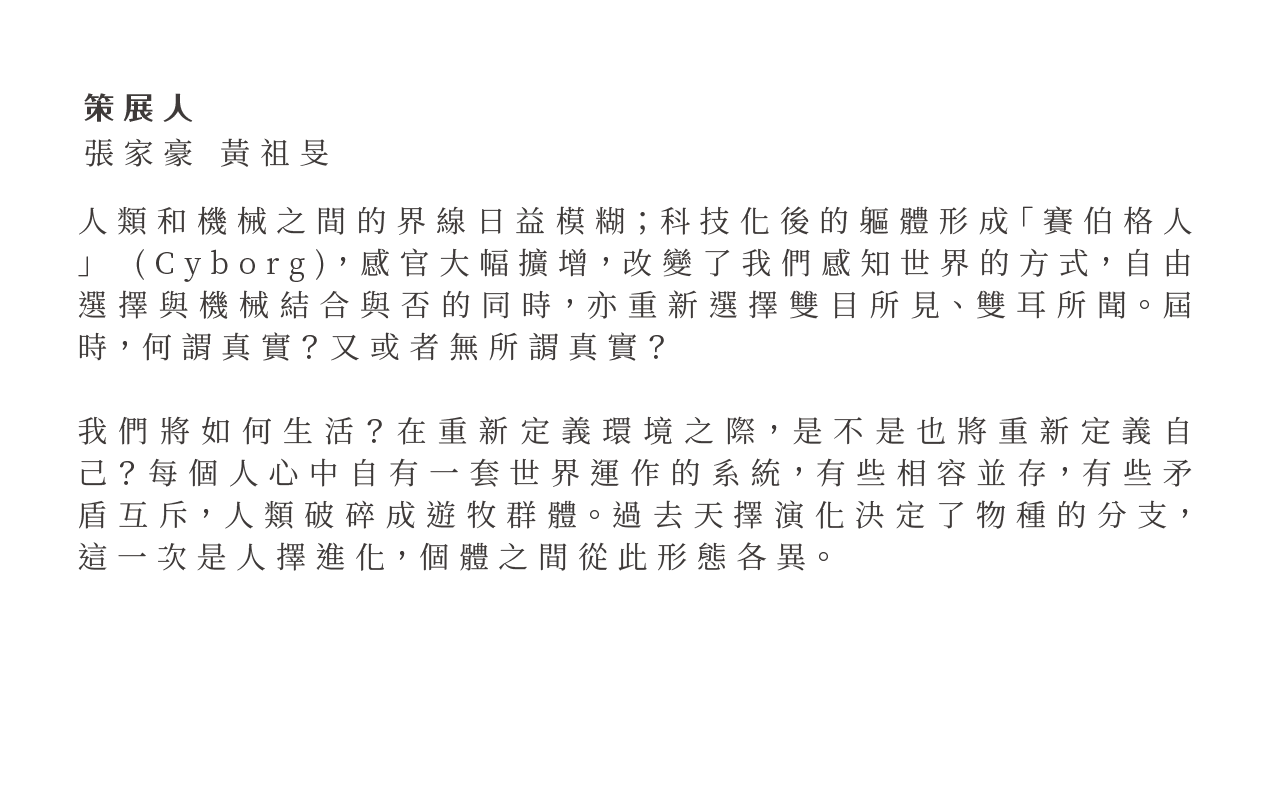 策展人
張家豪 黃祖旻
人類和機械之間的界線日益模糊；科技化後的軀體形成「賽伯格人
」 (Cyborg)，感官大幅擴增，改變了我們感知世界的方式，自由
選擇與機械結合與否的同時，亦重新選擇雙目所見、雙耳所聞。屆
時，何謂真實？又或者無所謂真實？
我們將如何生活？在重新定義環境之際，是不是也將重新定義自
己？每個人心中自有一套世界運作的系統，有些相容並存，有些矛
盾互斥，人類破碎成遊牧群體。過去天擇演化決定了物種的分支，
這一次是人擇進化，個體之間從此形態各異。